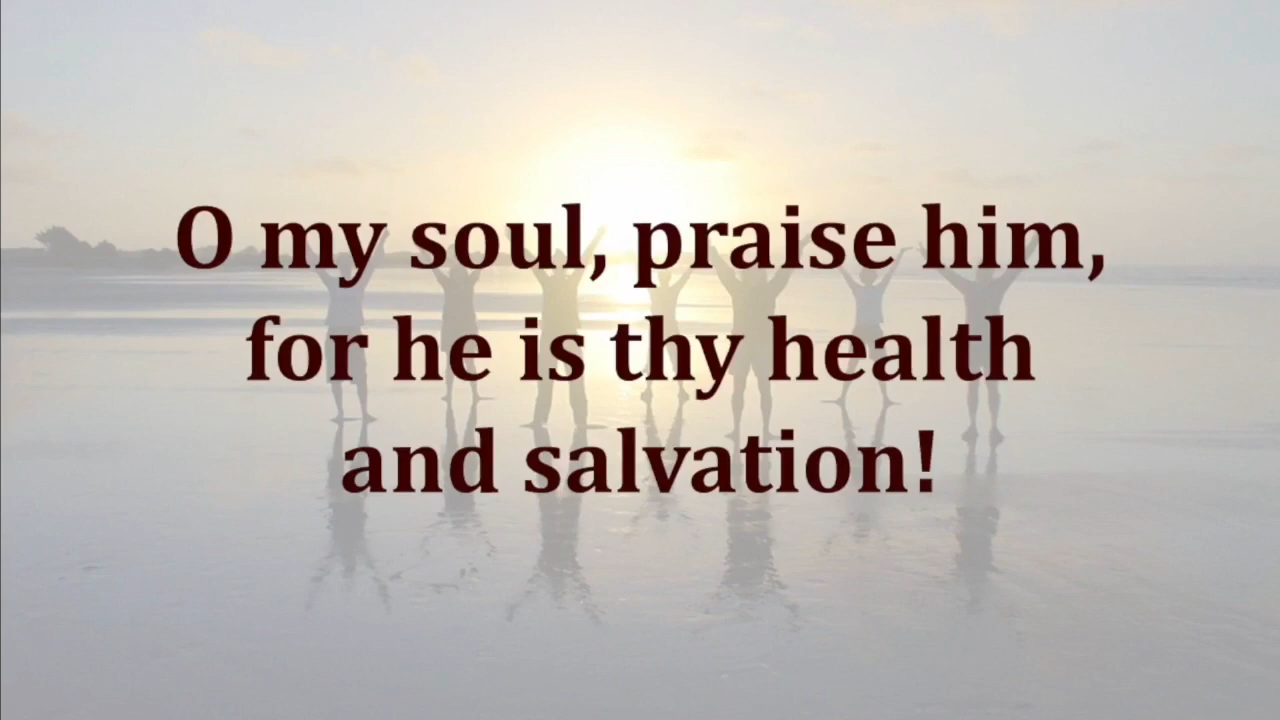 O my soul, praise him,
for he is thy health
and salvation!